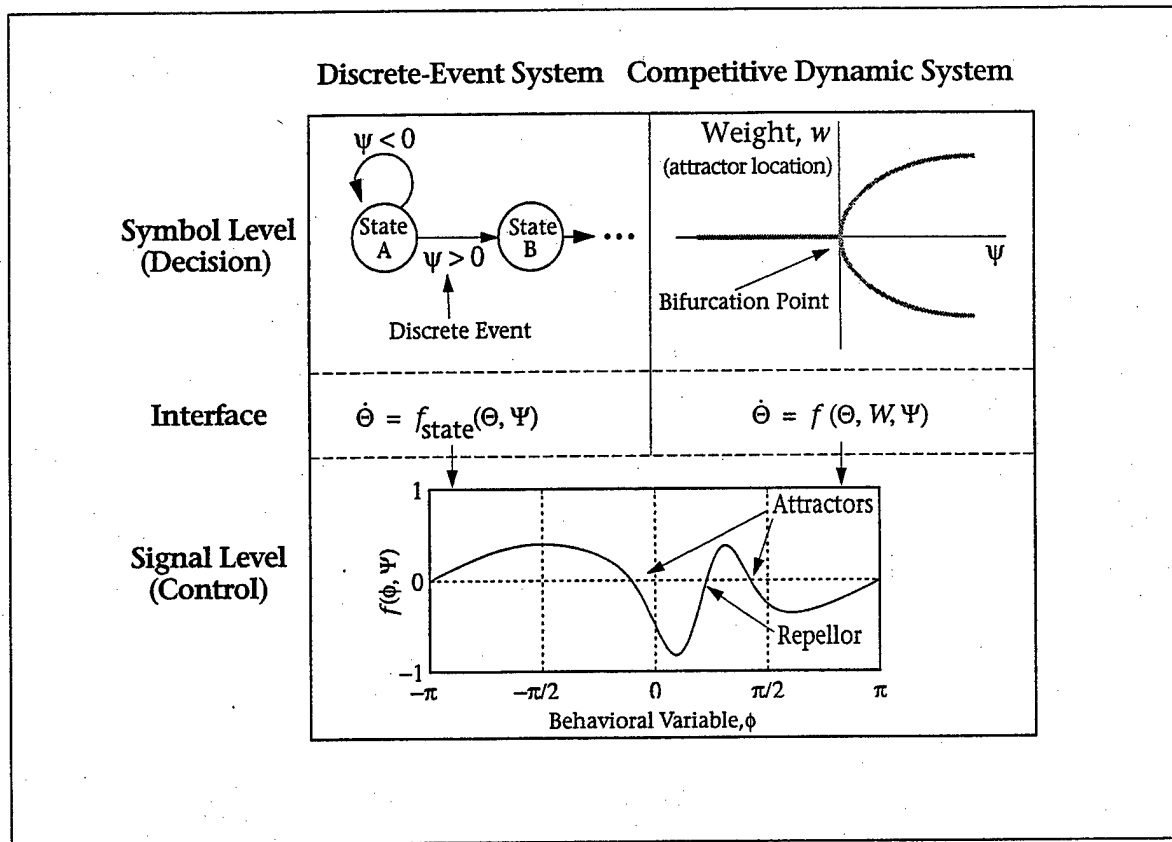 Discrete-Event System Competitive Dynamic System
Symbol Level
(Decision)
ψ < 0
State
A
ψ > 0
State
B
•••
Discrete Event
Weight, w
(attractor location)
ψ
Bifurcation Point
Interface
Θ̇ = f_state(Θ, Ψ)
Θ̇ = f (Θ, W, Ψ)
Signal Level
(Control)
f(ϕ, Ψ)
1
0
−1
Attractors
Repellor
−π −π/2 0 π/2 π
Behavioral Variable,ϕ